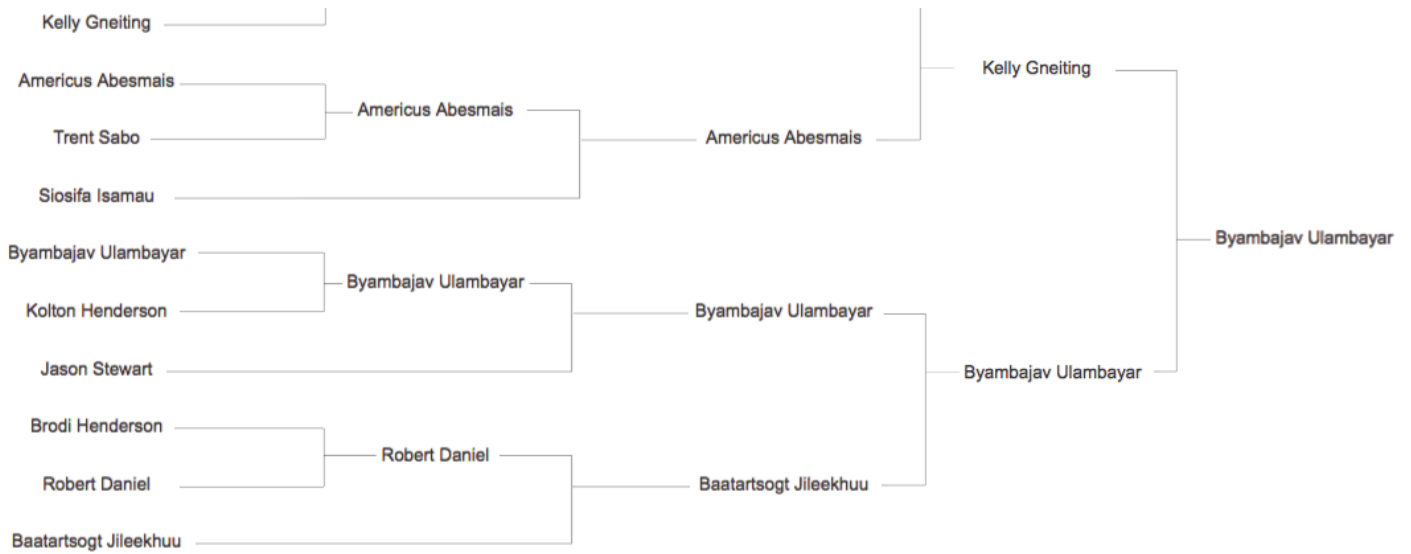 Kelly Gneiting
Americus Abesmais
Trent Sabo
Siosifa Isamau
Byambajav Ulambayar
Kolton Henderson
Jason Stewart
Brodi Henderson
Robert Daniel
Baatartsogt Jileekhuu
Americus Abesmais
Byambajav Ulambayar
Robert Daniel
Americus Abesmais
Byambajav Ulambayar
Baatartsogt Jileekhuu
Kelly Gneiting
Byambajav Ulambayar
Byambajav Ulambayar